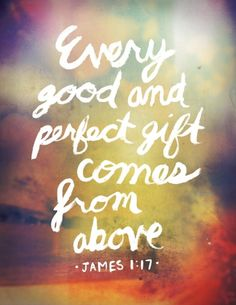 Every
good and
perfect gift
comes
from
above
· JAMES 1:17 ·